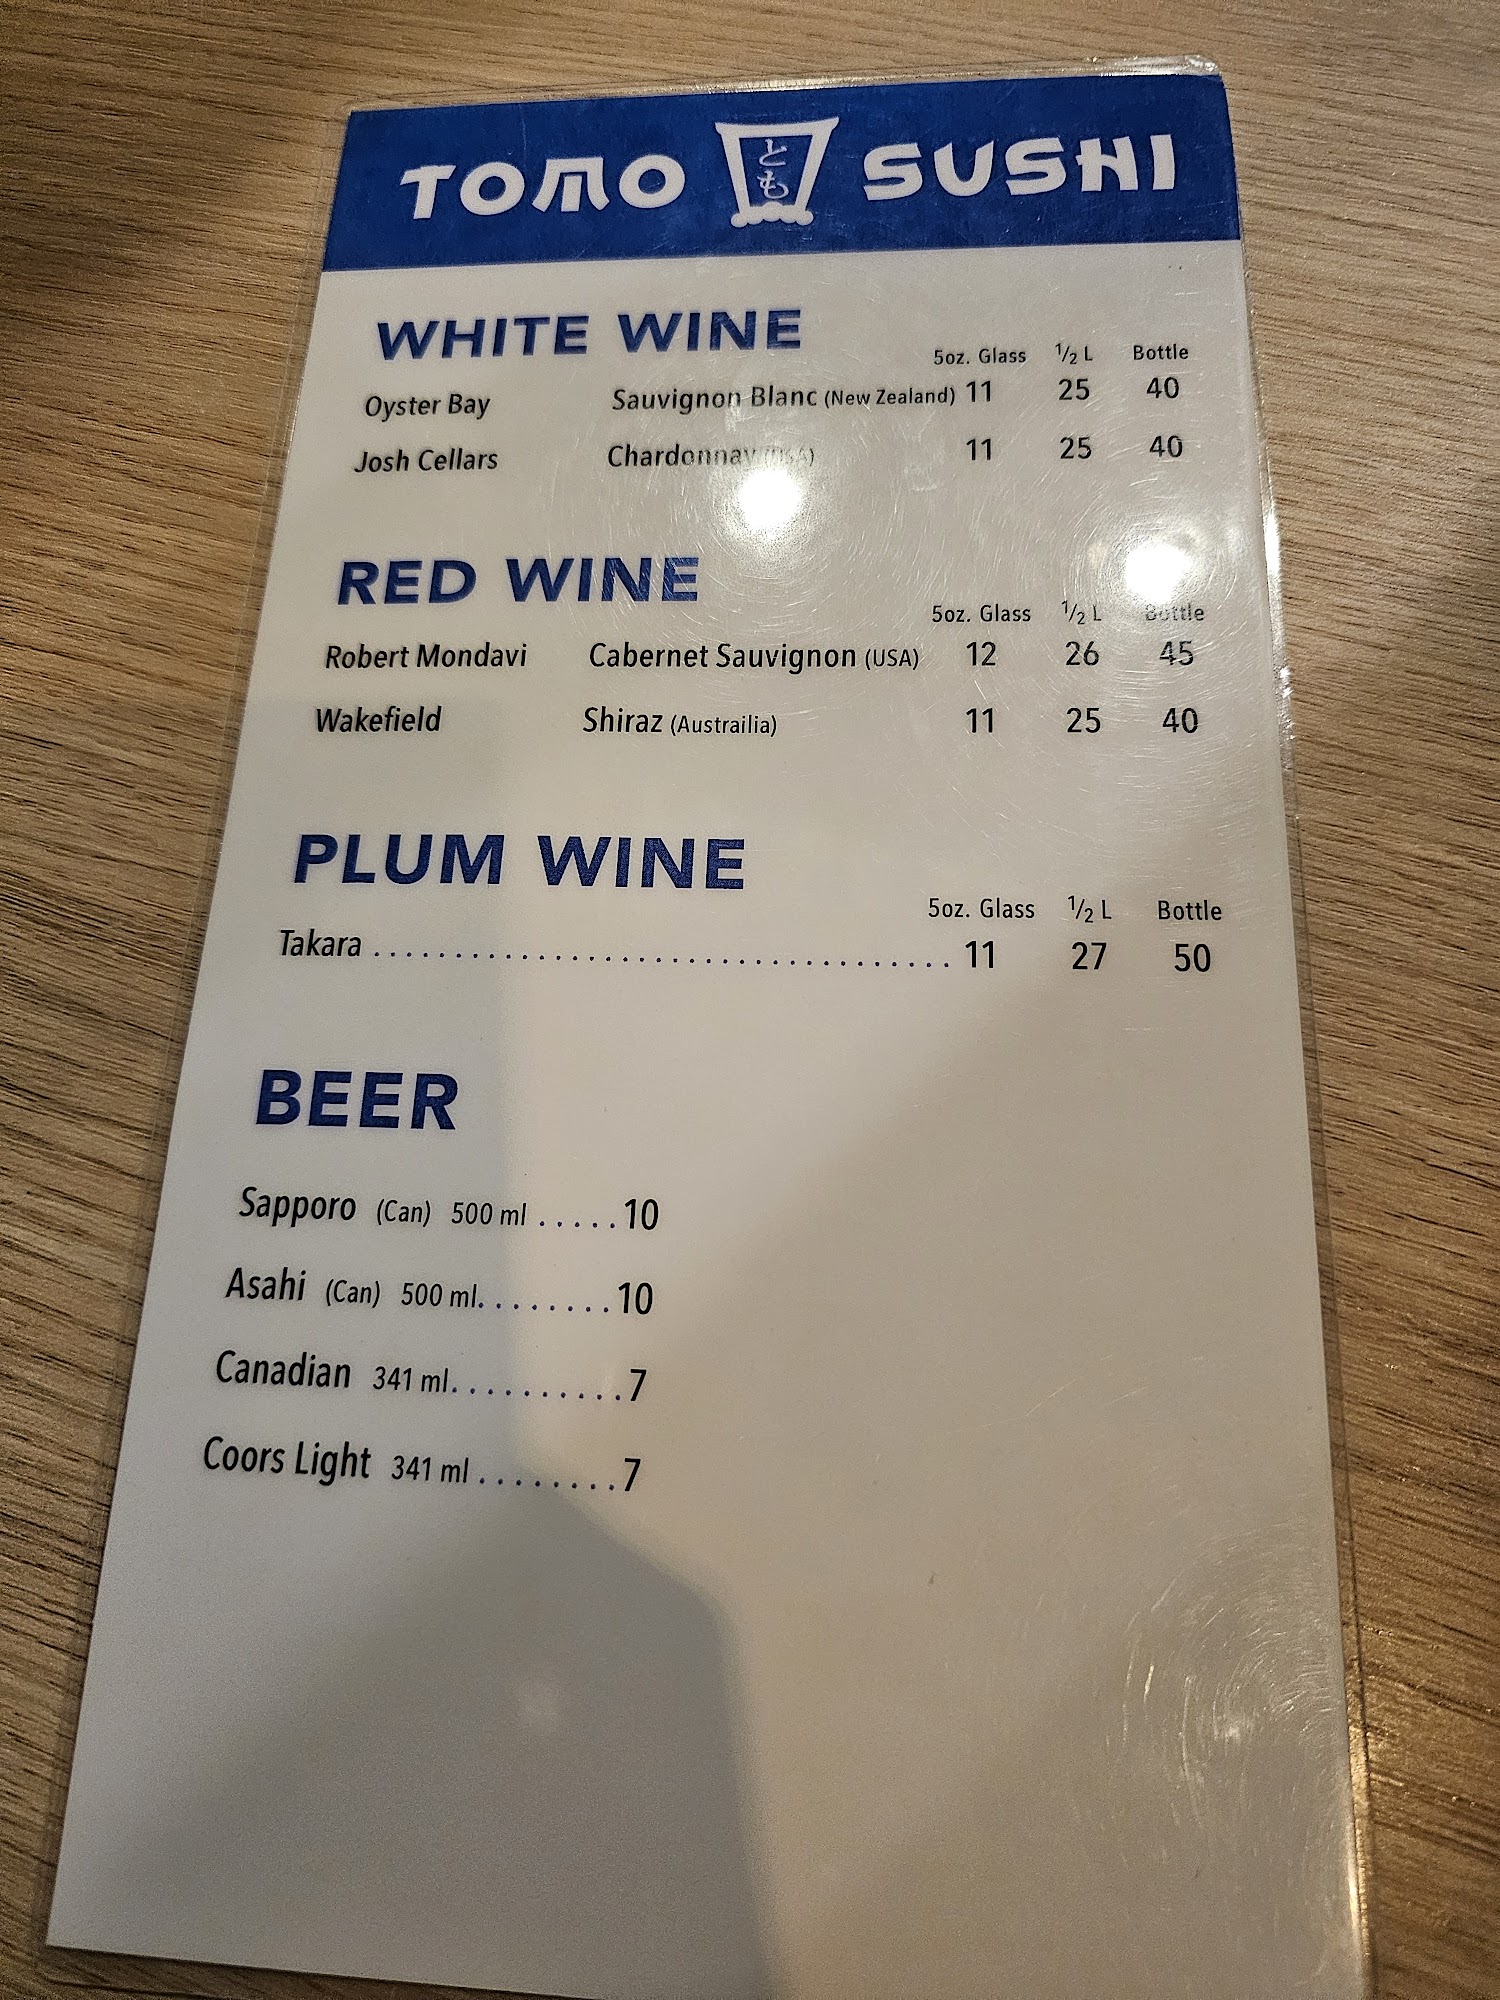 TOMO とも SUSHI
WHITE WINE
5oz. Glass 1/2 L Bottle
Oyster Bay Sauvignon Blanc (New Zealand) 11 25 40
Josh Cellars Chardonnay (USA) 11 25 40
RED WINE
5oz. Glass 1/2 L Bottle
Robert Mondavi Cabernet Sauvignon (USA) 12 26 45
Wakefield Shiraz (Austrailia) 11 25 40
PLUM WINE
5oz. Glass 1/2 L Bottle
Takara .................................... 11 27 50
BEER
Sapporo (Can) 500 ml .....10
Asahi (Can) 500 ml........10
Canadian 341 ml..........7
Coors Light 341 ml ........7